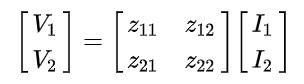 [V₁] = [z₁₁ z₁₂] [I₁]
[V₂] [z₂₁ z₂₂] [I₂]